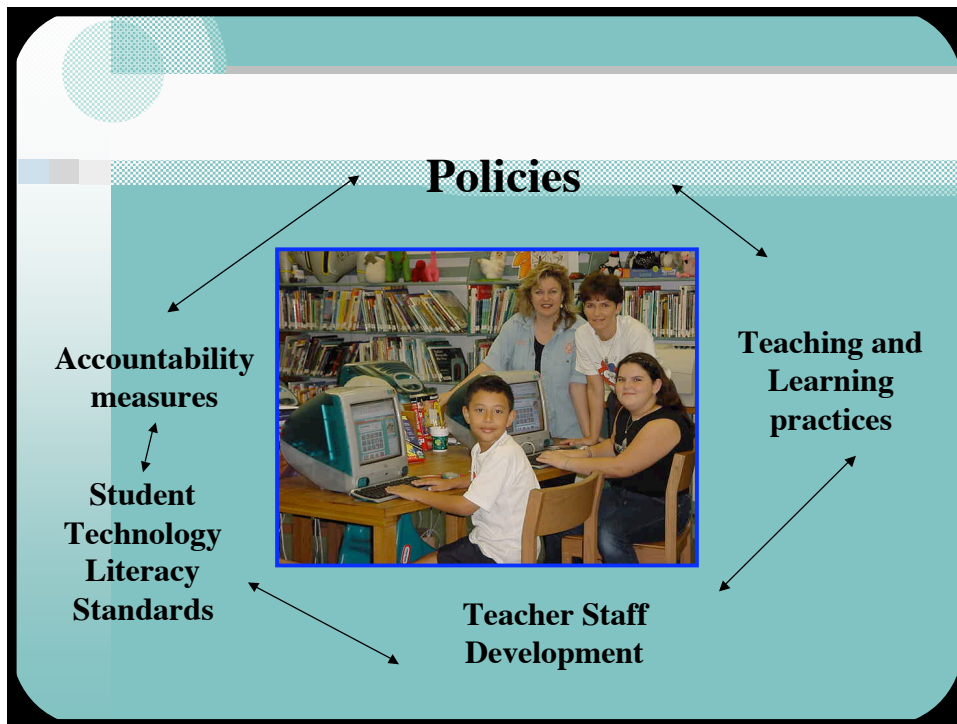 Policies
Accountability
measures
Teaching and
Learning
practices
Student
Technology
Literacy
Standards
Teacher Staff
Development